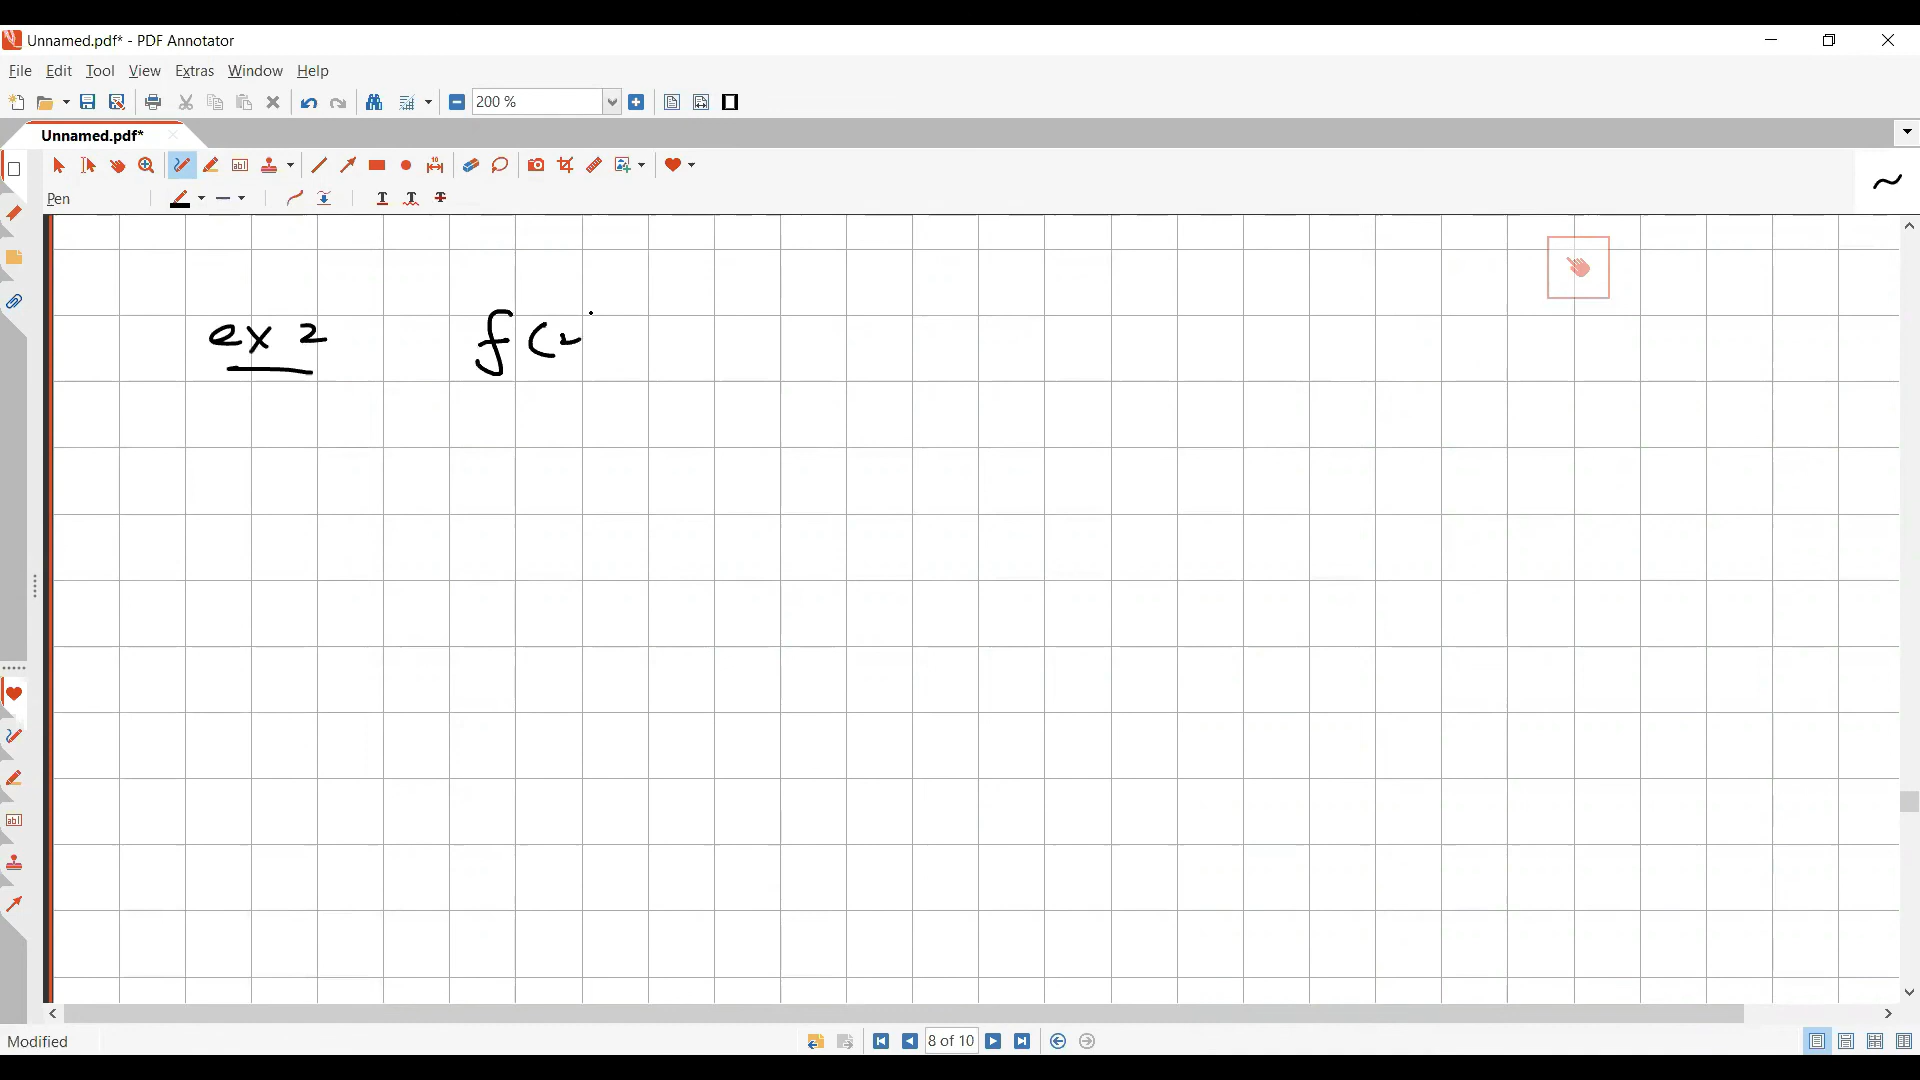 Unnamed.pdf* - PDF Annotator
File Edit Tool View Extras Window Help
200 %
Unnamed.pdf*
Pen
ex 2 f(
Modified
8 of 10